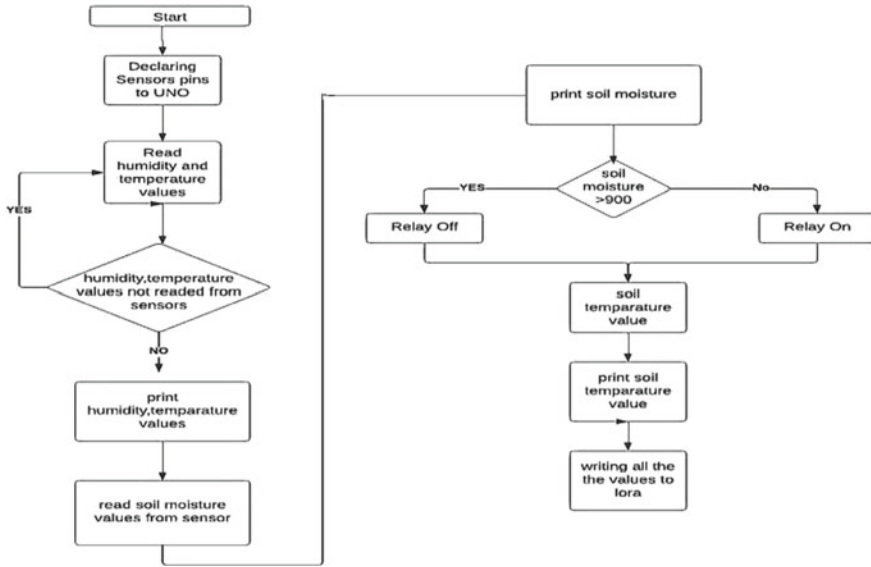 Start
Declaring
Sensors pins
to UNO
Read
humidity and
temperature
values
YES
humidity,temperature
values not readed from
sensors
NO
print
humidity,temparature
values
read soil moisture
values from sensor
print soil moisture
soil
moisture
>900
YES
No
Relay Off
Relay On
soil
temparature
value
print soil
temparature
value
writing all the
the values to
lora